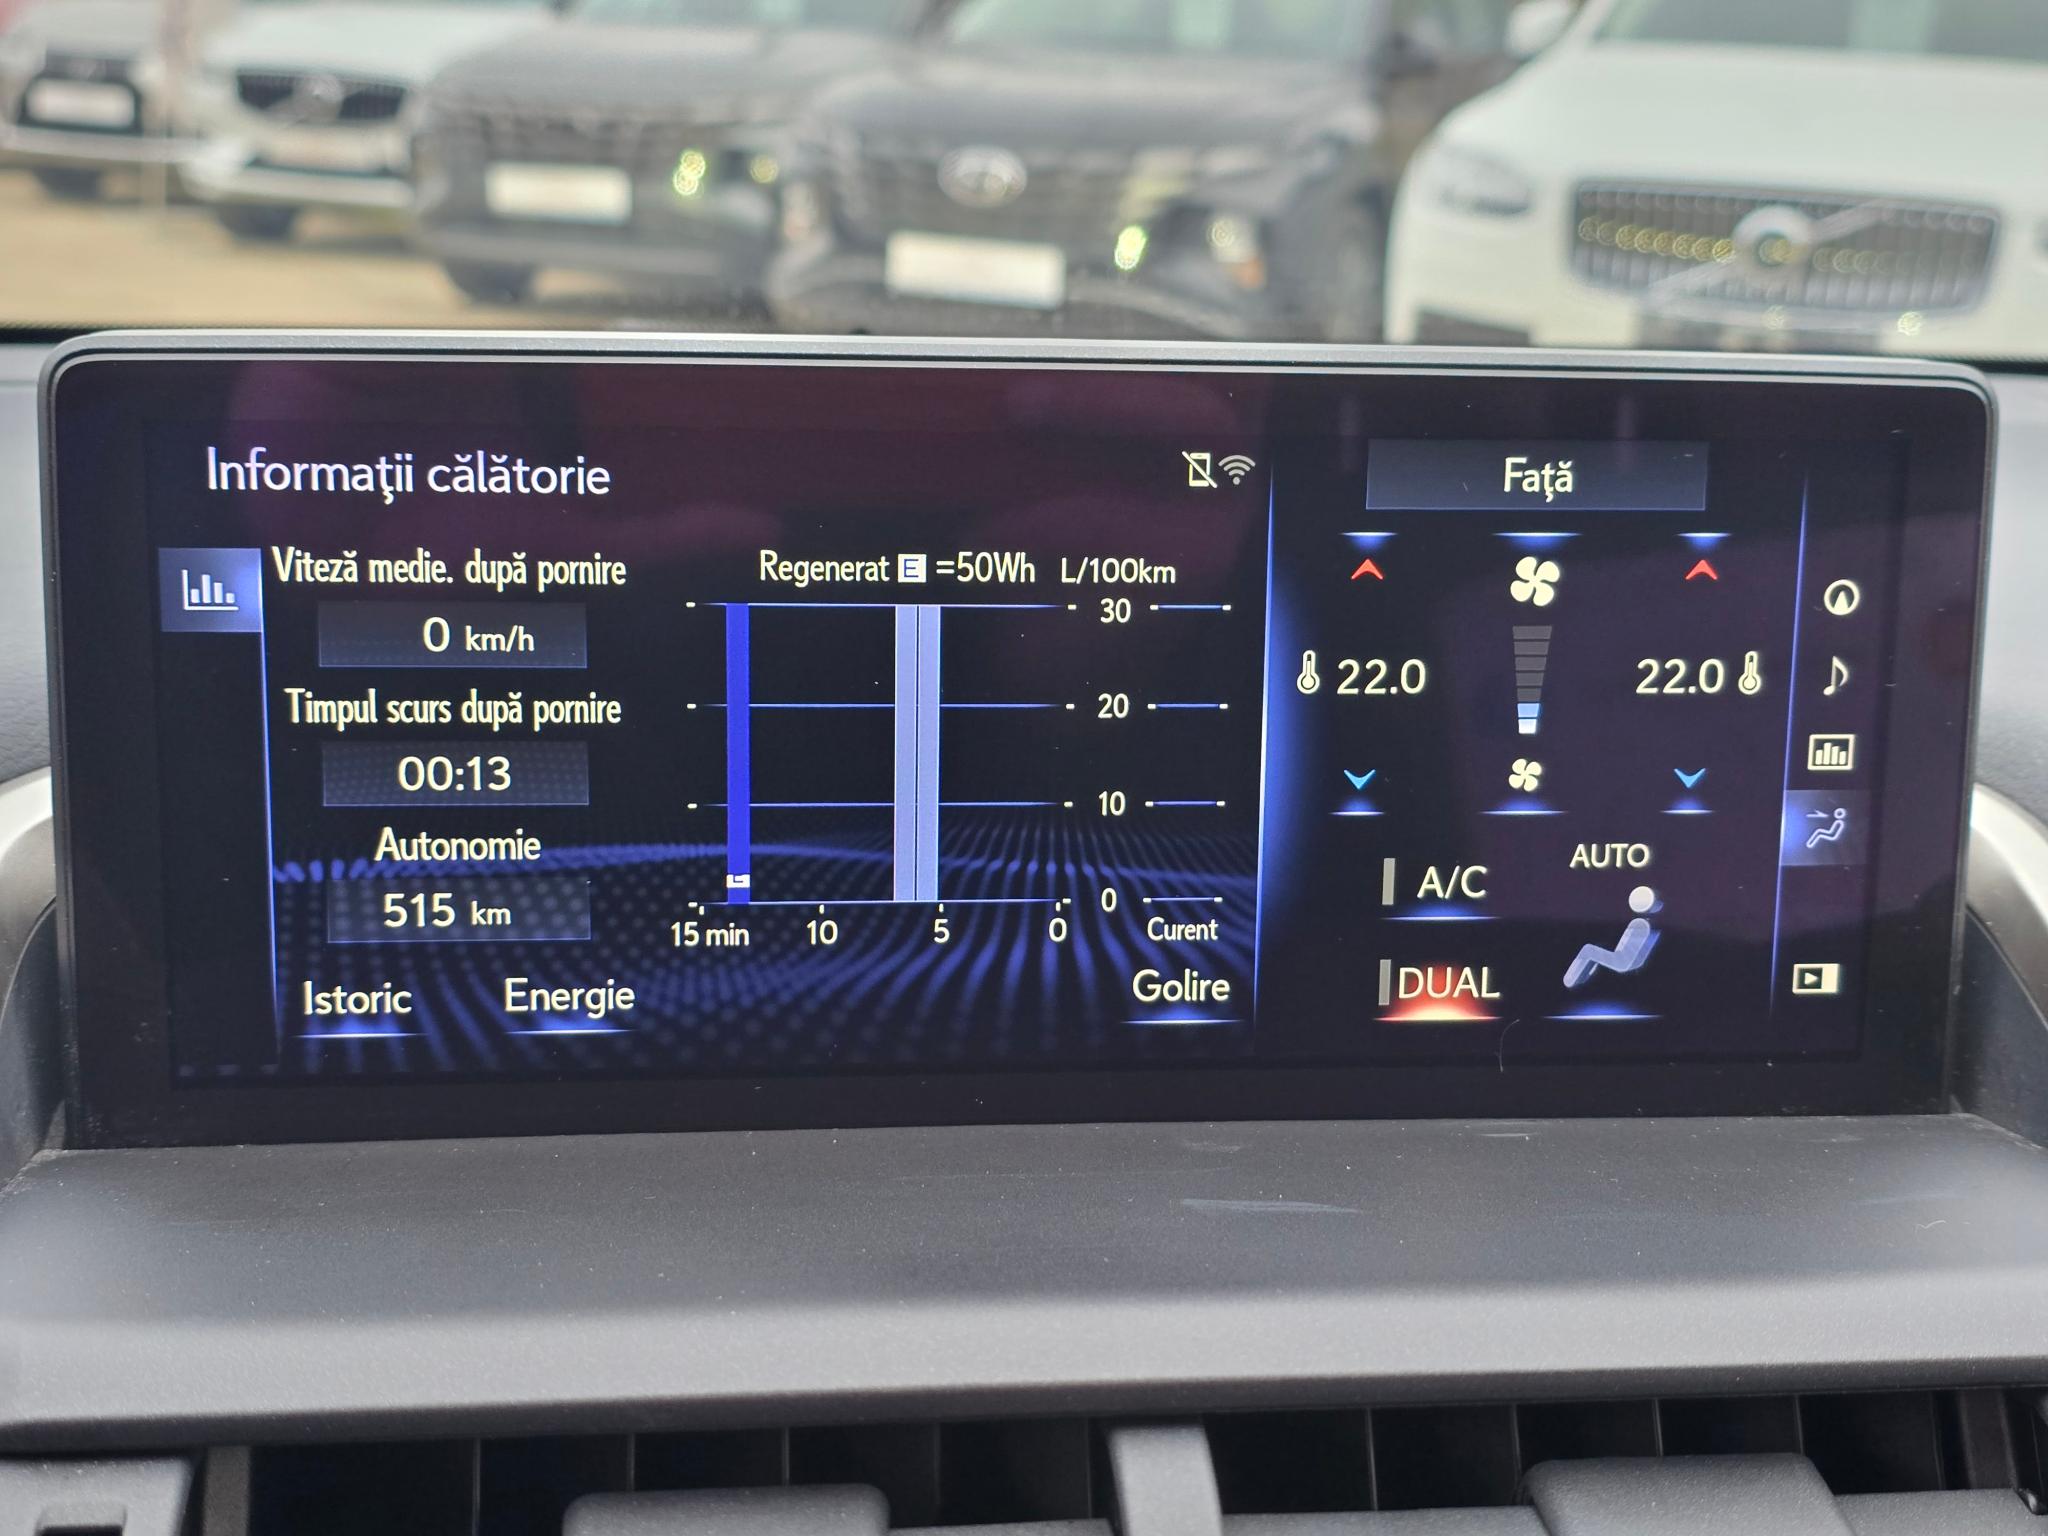 Informaţii călătorie
Viteză medie. după pornire
0 km/h
Timpul scurs după pornire
00:13
Autonomie
515 km
Istoric
Energie
Regenerat E =50Wh
L/100km
30
20
10
0
15 min
10
5
0
Curent
Golire
Faţă
22.0
22.0
A/C
AUTO
DUAL